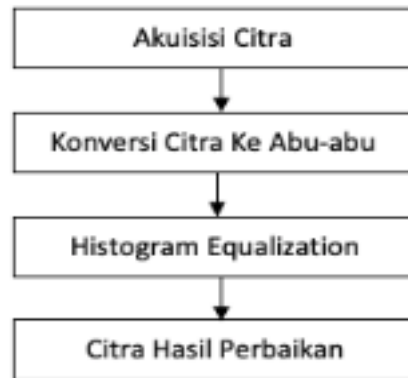 Akuisisi Citra
Konversi Citra Ke Abu-abu
Histogram Equalization
Citra Hasil Perbaikan